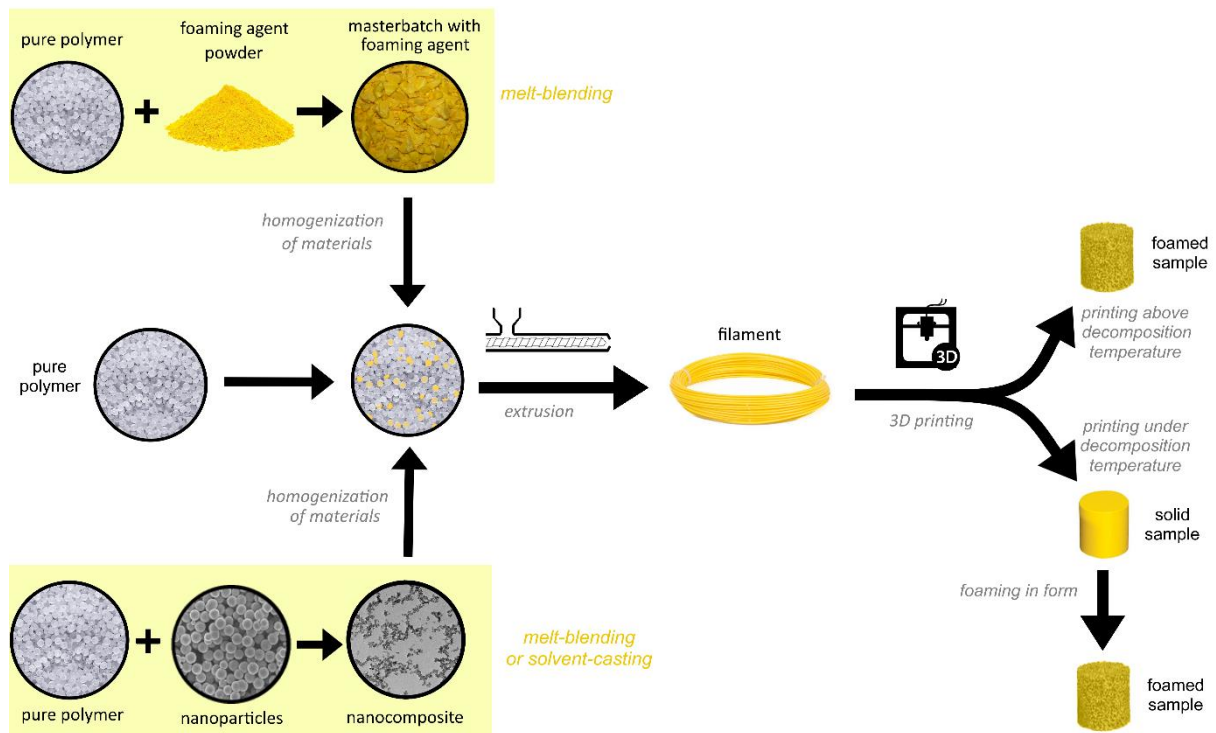 pure polymer
foaming agent
powder
masterbatch with
foaming agent
melt-blending
homogenization
of materials
pure
polymer
extrusion
filament
3D
3D printing
foamed
sample
printing above
decomposition
temperature
printing under
decomposition
temperature
solid
sample
foaming in form
foamed
sample
homogenization
of materials
melt-blending
or solvent-casting
pure polymer
nanoparticles
nanocomposite